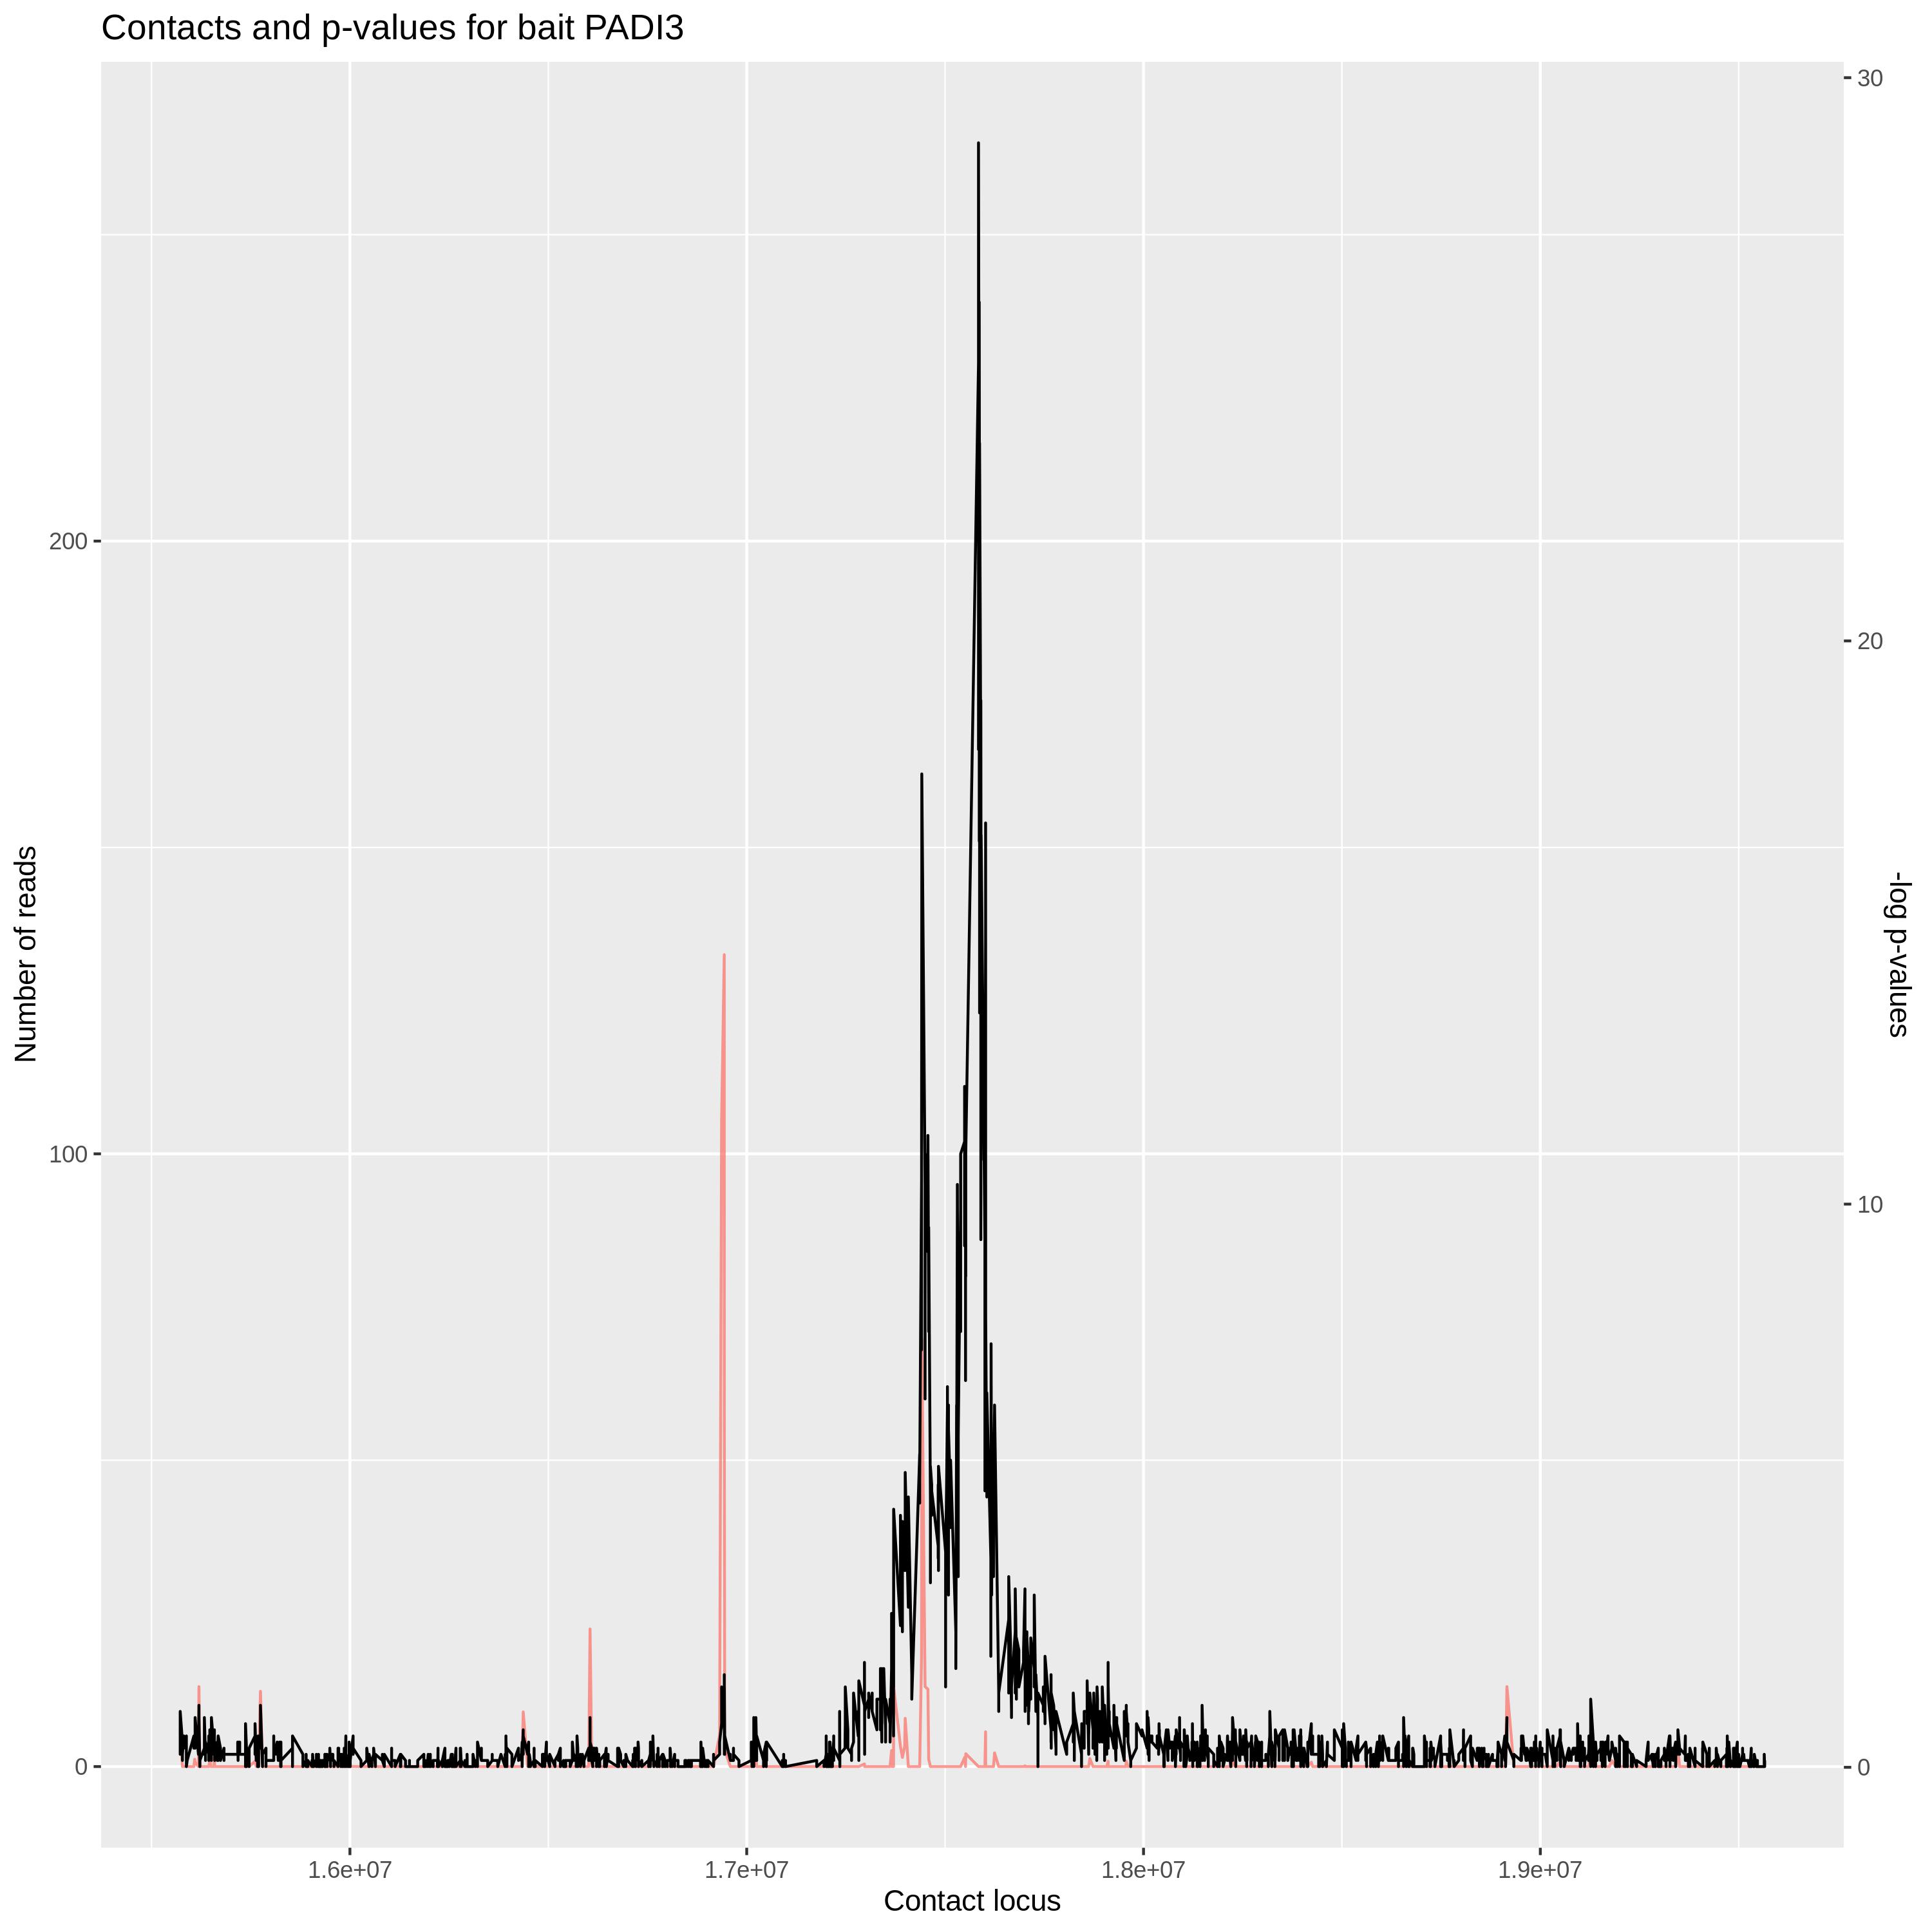 Contacts and p-values for bait PADI3
30
200
20
Number of reads
-log p-values
100
10
0
0
1.6e+07
1.7e+07
1.8e+07
1.9e+07
Contact locus